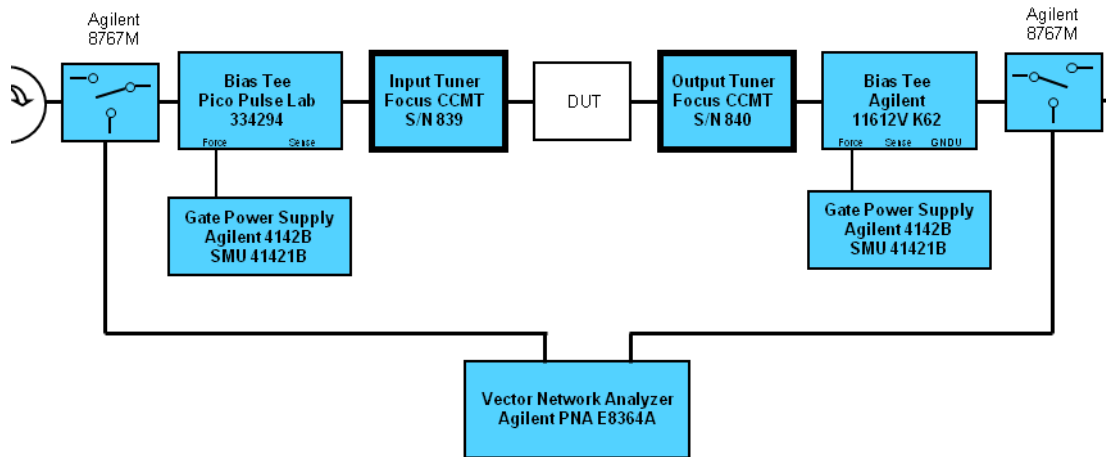 Agilent
8767M
Bias Tee
Pico Pulse Lab
334294
Force Sense
Input Tuner
Focus CCMT
S/N 839
DUT
Output Tuner
Focus CCMT
S/N 840
Bias Tee
Agilent
11612V K62
Force Sense GNDU
Agilent
8767M
Gate Power Supply
Agilent 4142B
SMU 41421B
Gate Power Supply
Agilent 4142B
SMU 41421B
Vector Network Analyzer
Agilent PNA E8364A